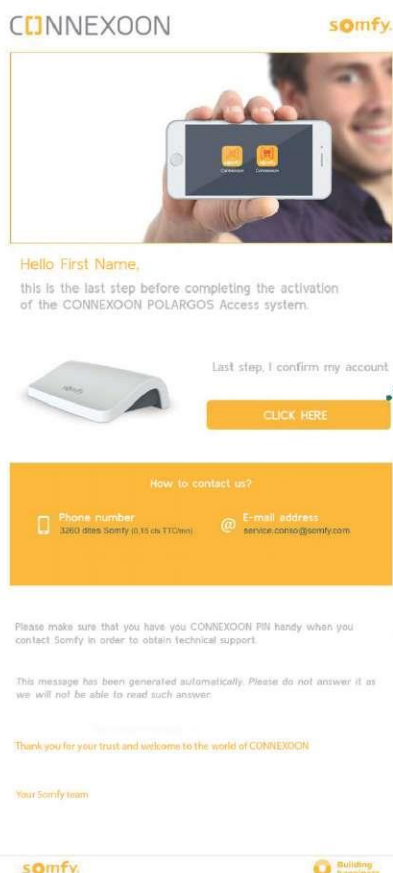 CONNEXOON
somfy.
Connexoon Connexoon
Hello First Name,
this is the last step before completing the activation
of the CONNEXOON POLARGOS Access system.
somfy.
Last step, I confirm my account
CLICK HERE
How to contact us?
Phone number
3260 dites Somfy (0,15 cts TTC/mn)
@ E-mail address
service.conso@somfy.com
Please make sure that you have you CONNEXOON PIN handy when you
contact Somfy in order to obtain technical support.
This message has been generated automatically. Please do not answer it as
we will not be able to read such answer.
Thank you for your trust and welcome to the world of CONNEXOON
Your Somfy team
somfy.
Building